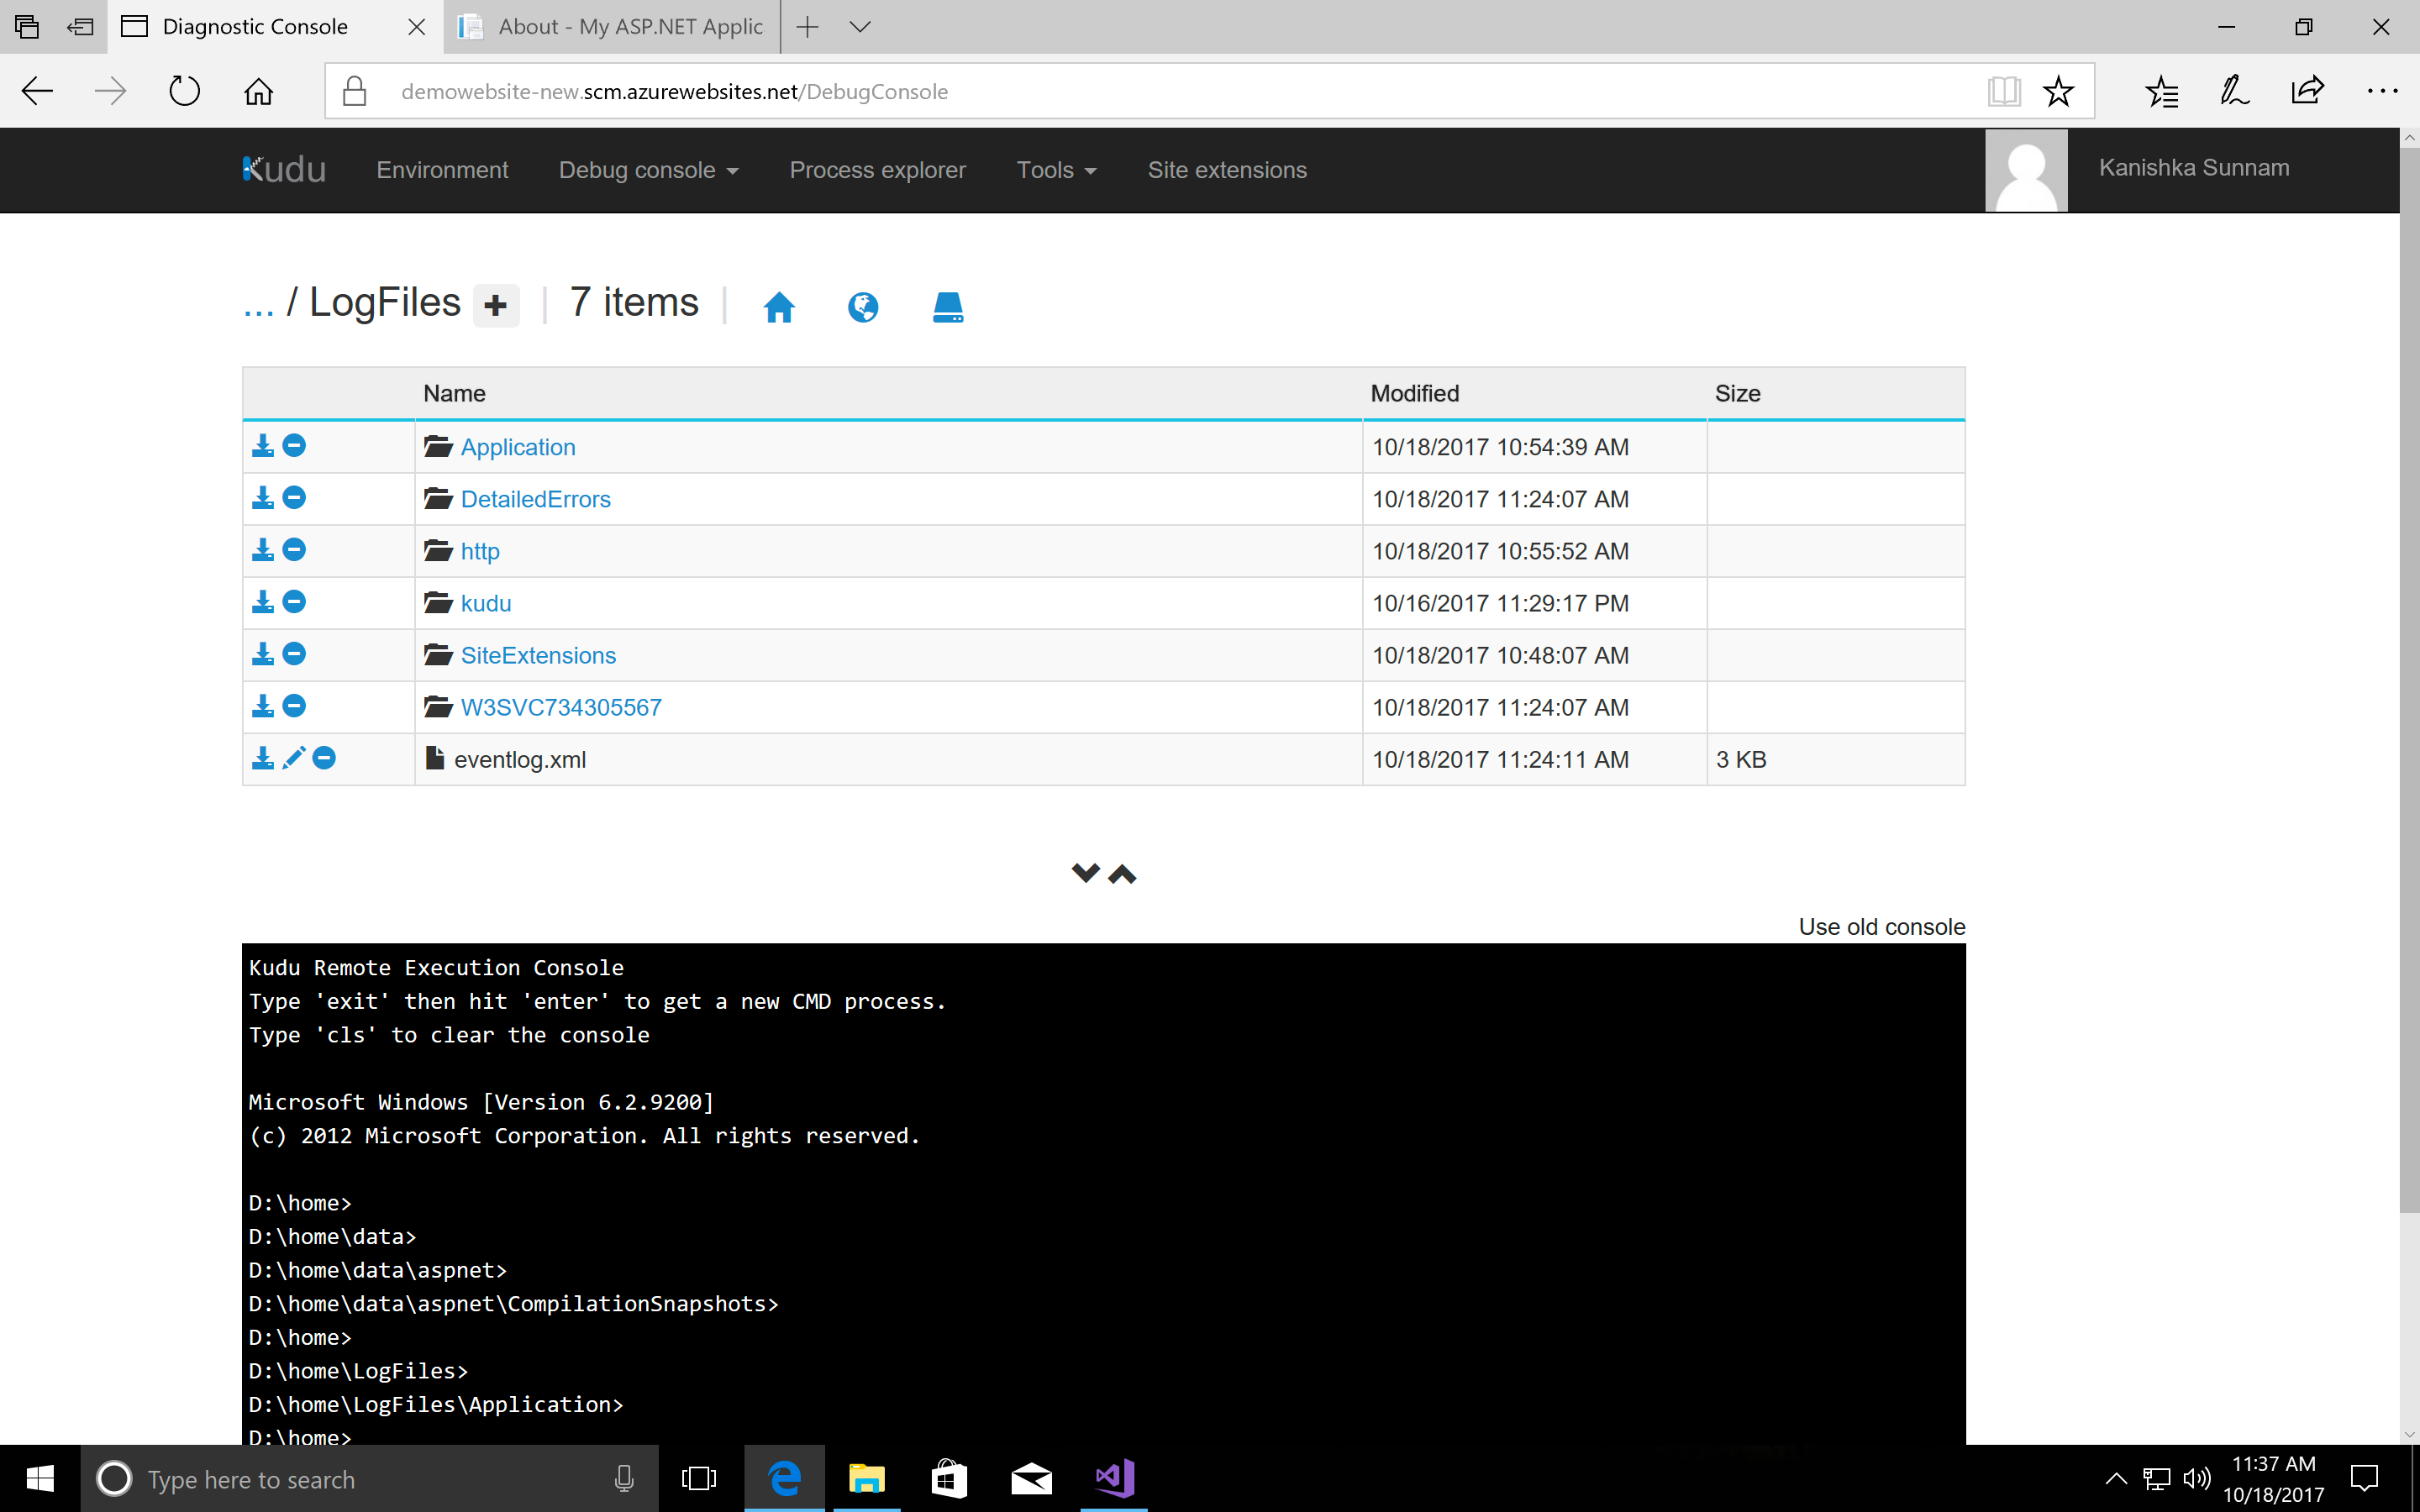 Diagnostic Console
About - My ASP.NET Applic
demowebsite-new.scm.azurewebsites.net/DebugConsole
Kudu Environment Debug console Process explorer Tools Site extensions Kanishka Sunnam
... / LogFiles | 7 items |
Name Modified Size
Application 10/18/2017 10:54:39 AM
DetailedErrors 10/18/2017 11:24:07 AM
http 10/18/2017 10:55:52 AM
kudu 10/16/2017 11:29:17 PM
SiteExtensions 10/18/2017 10:48:07 AM
W3SVC734305567 10/18/2017 11:24:07 AM
eventlog.xml 10/18/2017 11:24:11 AM 3 KB
Use old console
Kudu Remote Execution Console
Type 'exit' then hit 'enter' to get a new CMD process.
Type 'cls' to clear the console
Microsoft Windows [Version 6.2.9200]
(c) 2012 Microsoft Corporation. All rights reserved.
D:\home>
D:\home\data>
D:\home\data\aspnet>
D:\home\data\aspnet\CompilationSnapshots>
D:\home>
D:\home\LogFiles>
D:\home\LogFiles\Application>
D:\home>
Type here to search
11:37 AM
10/18/2017